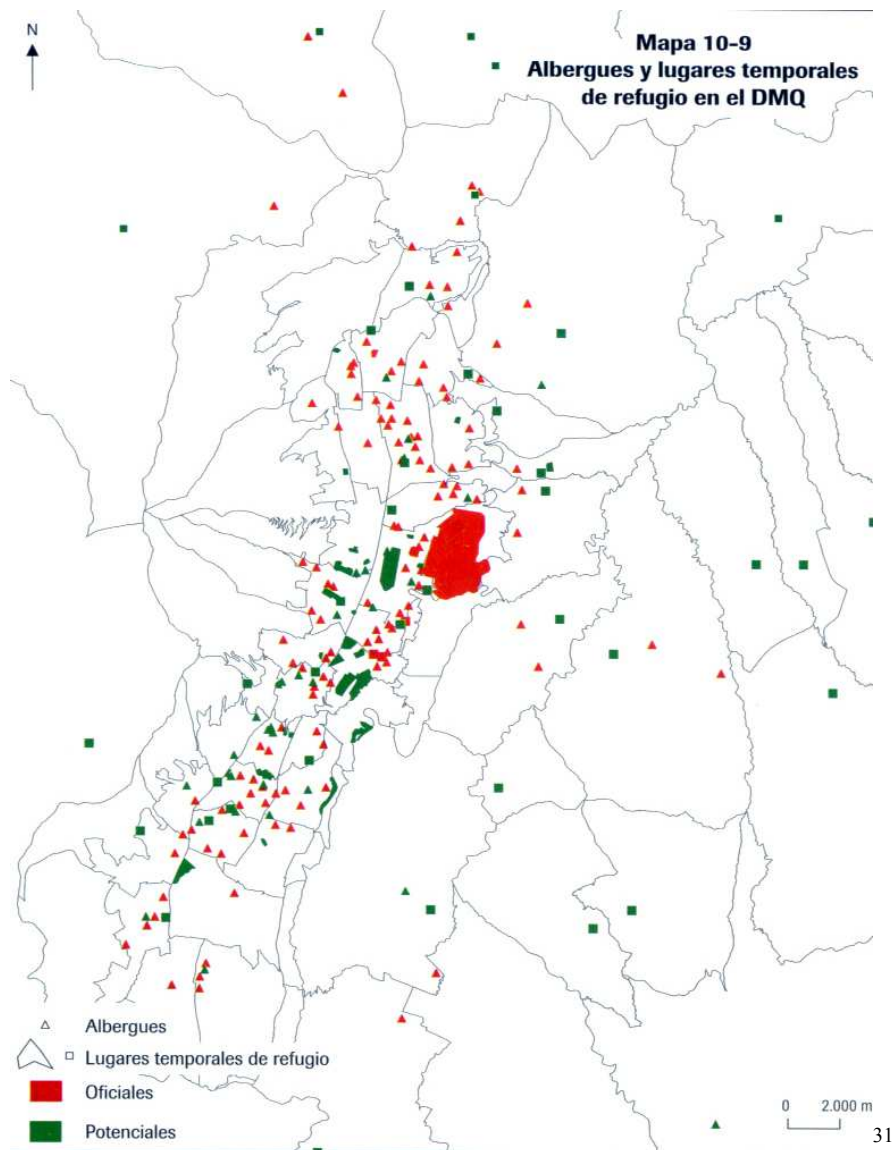 N
Mapa 10-9
Albergues y lugares temporales
de refugio en el DMQ
Albergues
Lugares temporales de refugio
Oficiales
Potenciales
0 2.000 m
31